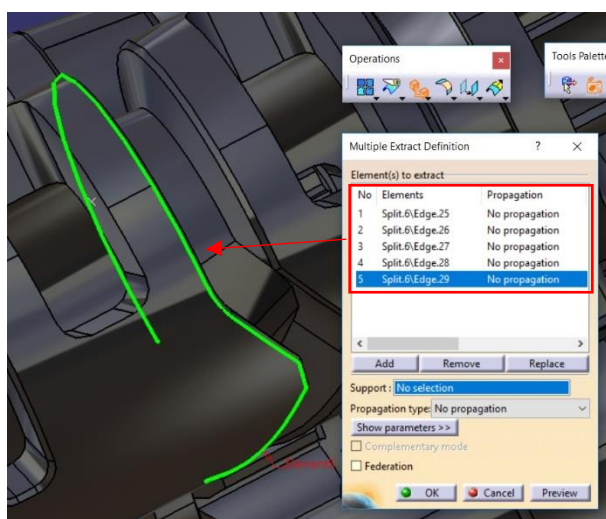 Operations
Tools Palette
Multiple Extract Definition ? ×
Element(s) to extract
No Elements Propagation
1 Split.6\Edge.25 No propagation
2 Split.6\Edge.26 No propagation
3 Split.6\Edge.27 No propagation
4 Split.6\Edge.28 No propagation
5 Split.6\Edge.29 No propagation
Add Remove Replace
Support : No selection
Propagation type: No propagation
Show parameters >>
Complementary mode
Federation
OK Cancel Preview